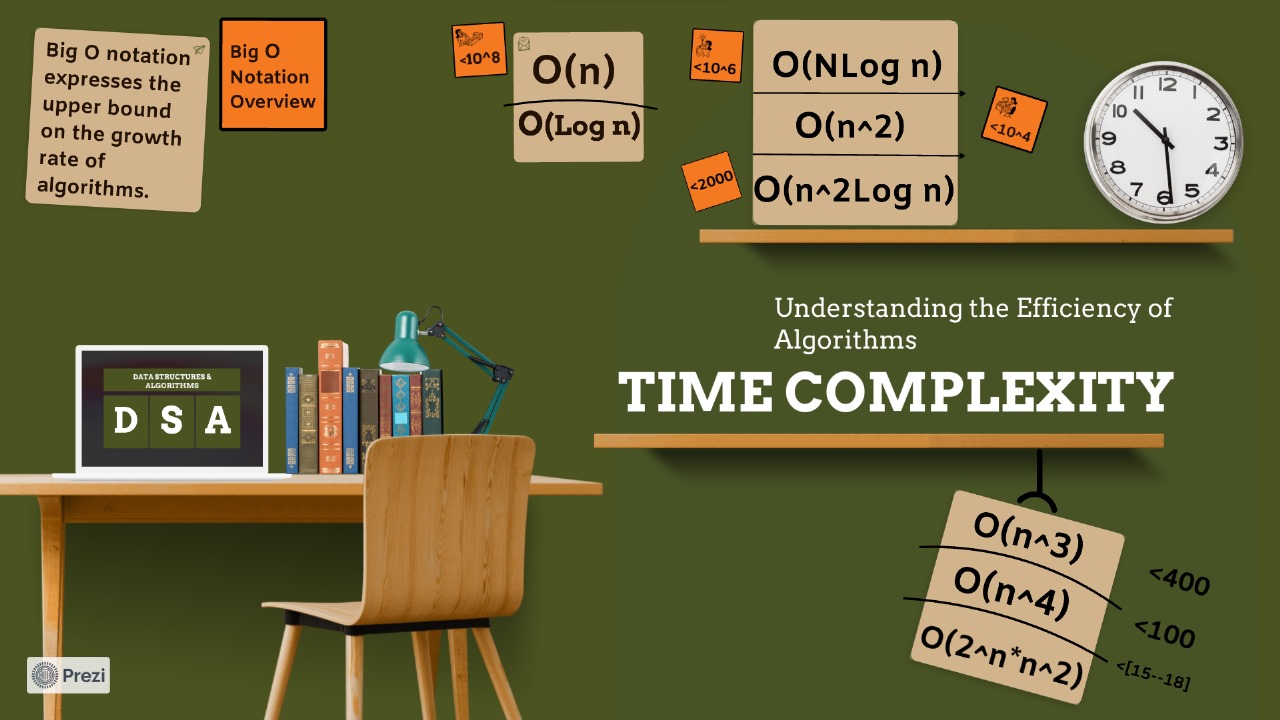 Big O notation
expresses the
upper bound
on the growth
rate of
algorithms.
Big O
Notation
Overview
<10^8
O(n)
O(Log n)
<10^6
O(NLog n)
O(n^2)
<10^4
<2000
O(n^2Log n)
12
1
2
3
4
5
6
7
8
9
10
11
Understanding the Efficiency of
Algorithms
TIME COMPLEXITY
DATA STRUCTURES &
ALGORITHMS
D S A
O(n^3)
<400
O(n^4)
<100
O(2^n*n^2)
<[15--18]
Prezi